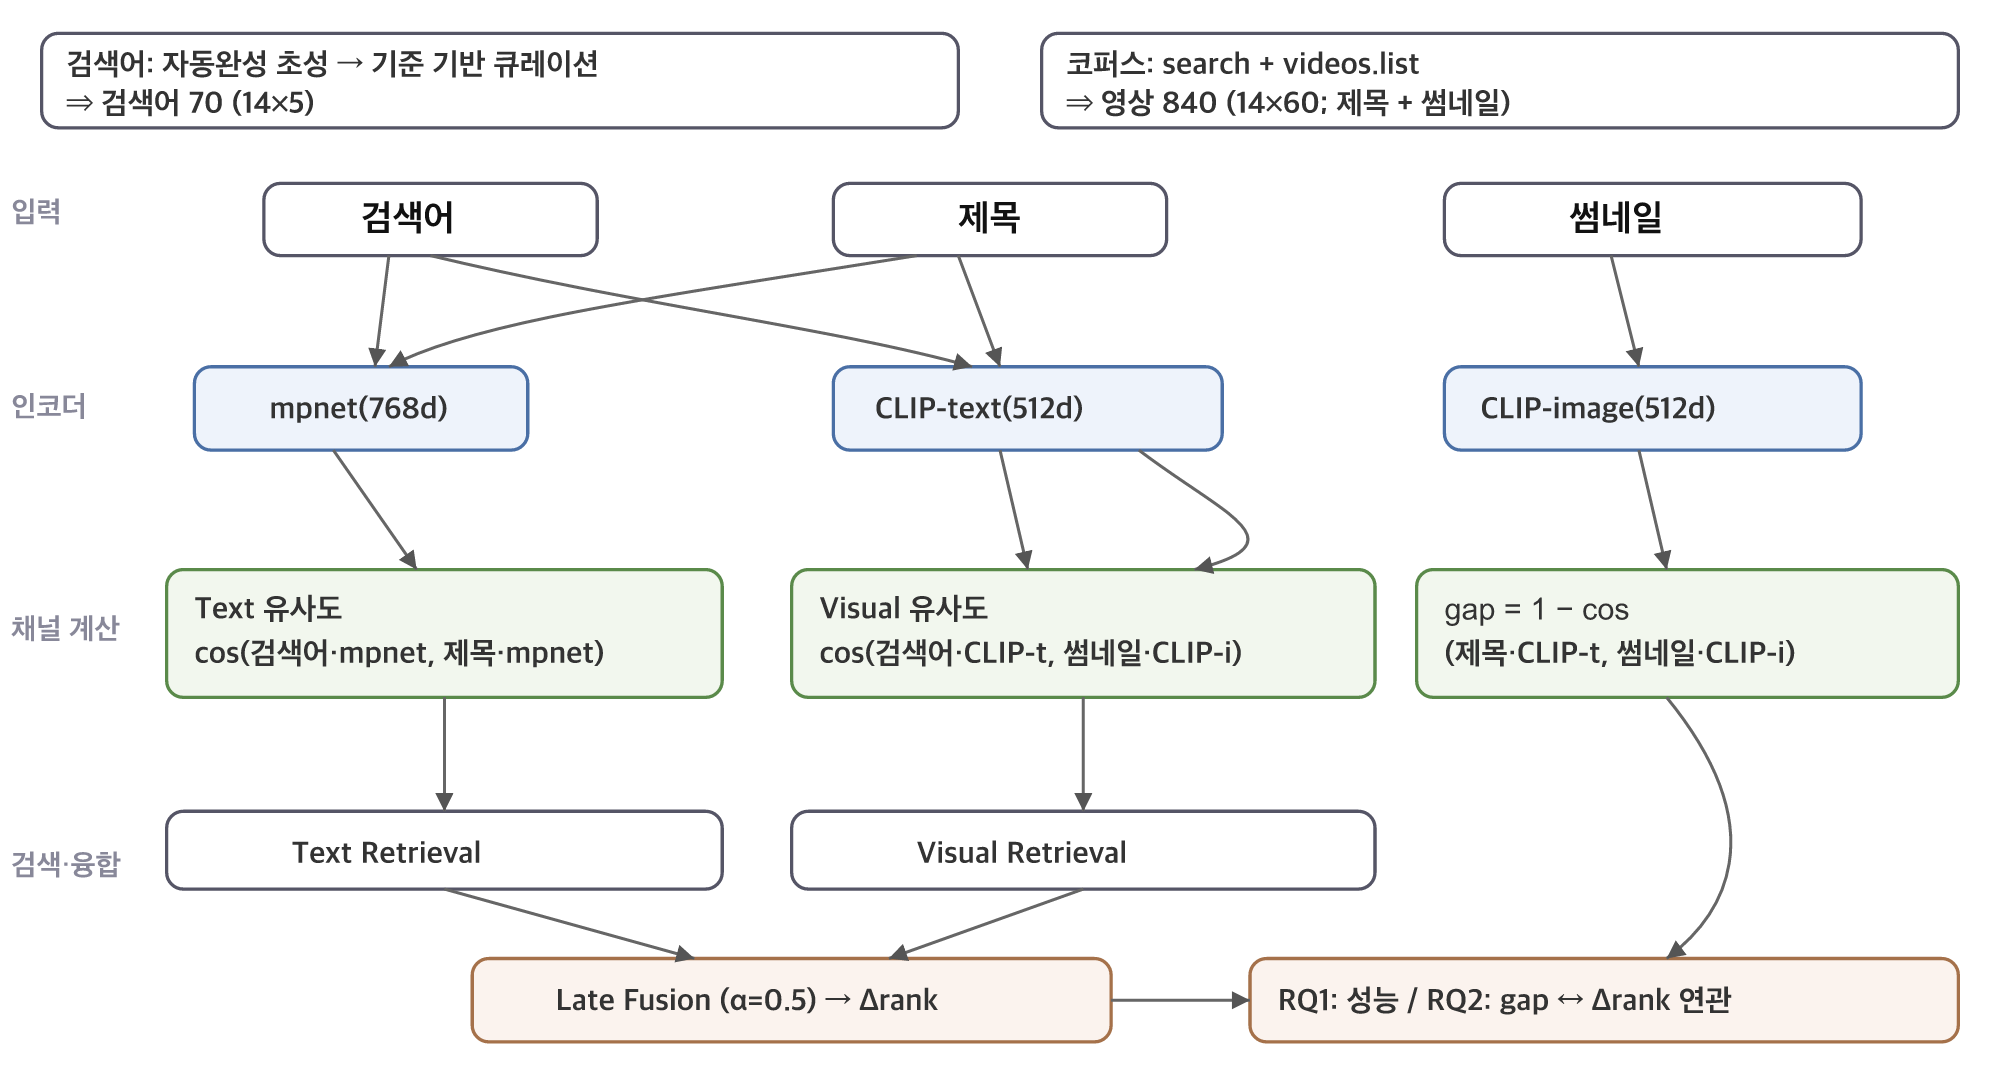 검색어: 자동완성 초성 → 기준 기반 큐레이션
⇒ 검색어 70 (14×5)
코퍼스: search + videos.list
⇒ 영상 840 (14×60; 제목 + 썸네일)
입력
검색어
제목
썸네일
인코더
mpnet(768d)
CLIP-text(512d)
CLIP-image(512d)
채널 계산
Text 유사도
cos(검색어·mpnet, 제목·mpnet)
Visual 유사도
cos(검색어·CLIP-t, 썸네일·CLIP-i)
gap = 1 − cos
(제목·CLIP-t, 썸네일·CLIP-i)
검색·융합
Text Retrieval
Visual Retrieval
Late Fusion (α=0.5) → Δrank
RQ1: 성능 / RQ2: gap ↔ Δrank 연관